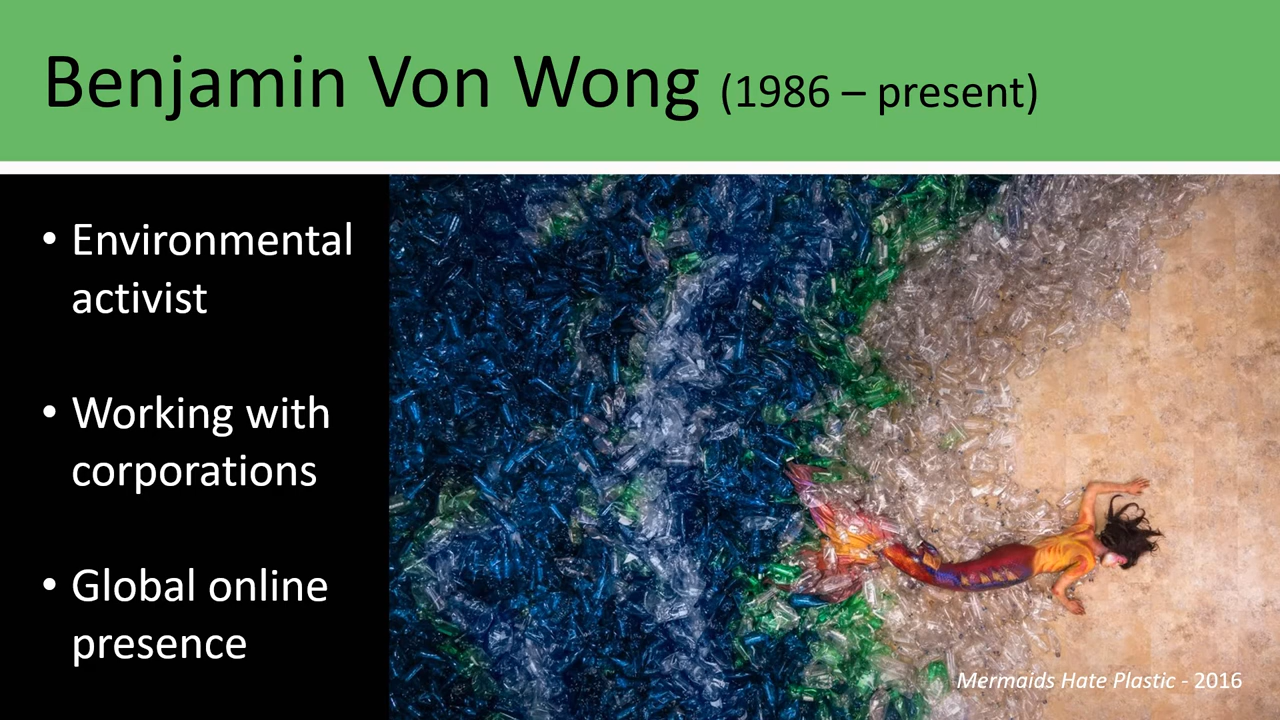 Benjamin Von Wong (1986 – present)
• Environmental
activist
• Working with
corporations
• Global online
presence
Mermaids Hate Plastic - 2016